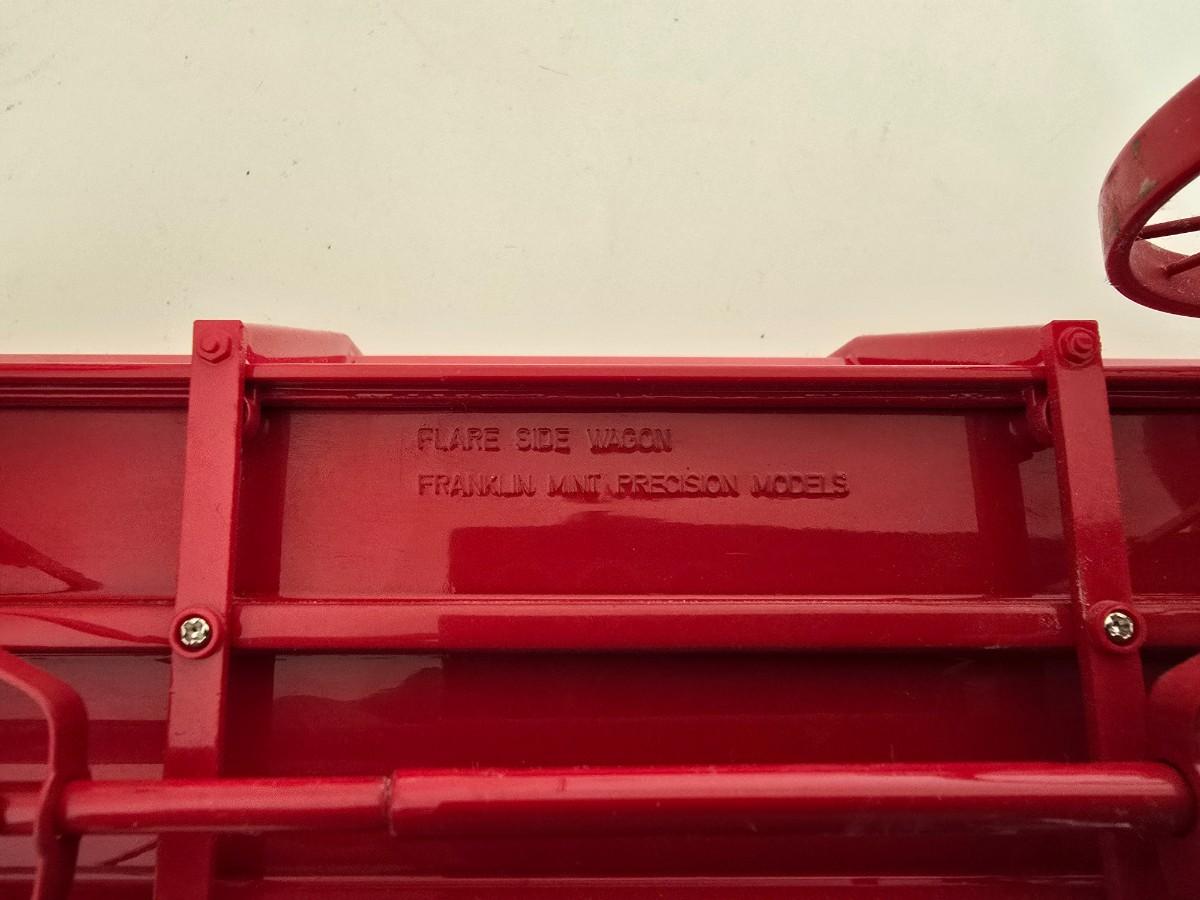 FLARE SIDE WAGON
FRANKLIN MINT PRECISION MODELS